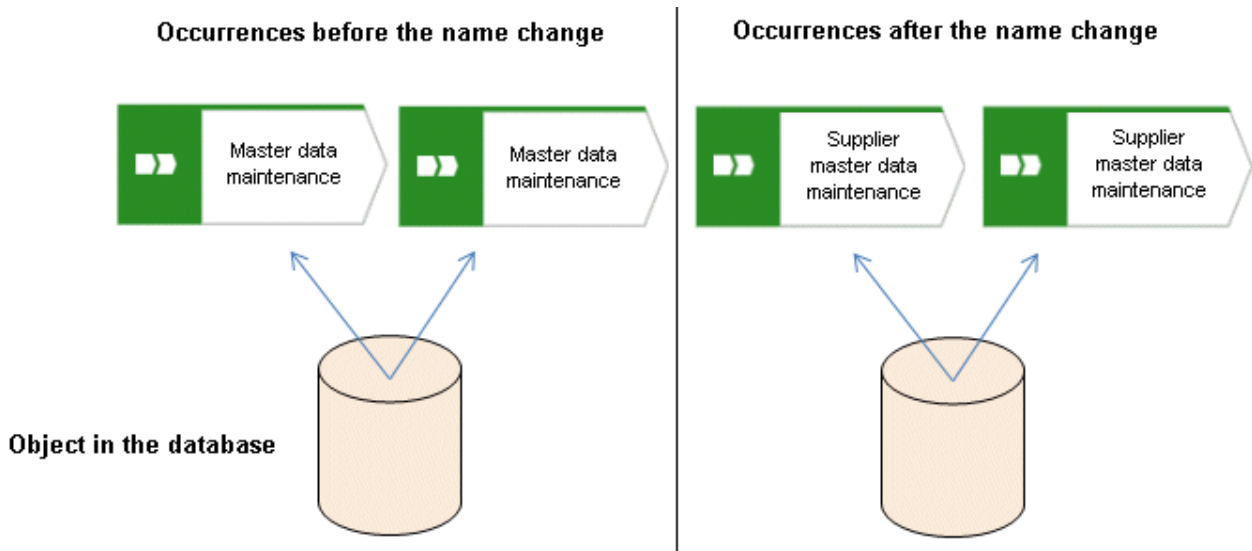 Occurrences before the name change
Occurrences after the name change
Master data
maintenance
Master data
maintenance
Supplier
master data
maintenance
Supplier
master data
maintenance
Object in the database